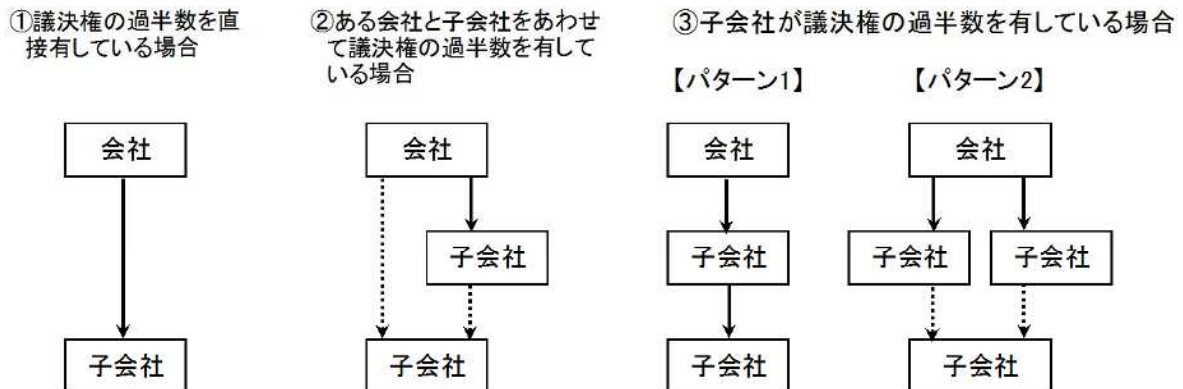 ①議決権の過半数を直
接有している場合
②ある会社と子会社をあわせ
て議決権の過半数を有して
いる場合
③子会社が議決権の過半数を有している場合
【パターン1】
【パターン2】
会社
子会社
会社
子会社
子会社
会社
子会社
子会社
会社
子会社
子会社
子会社